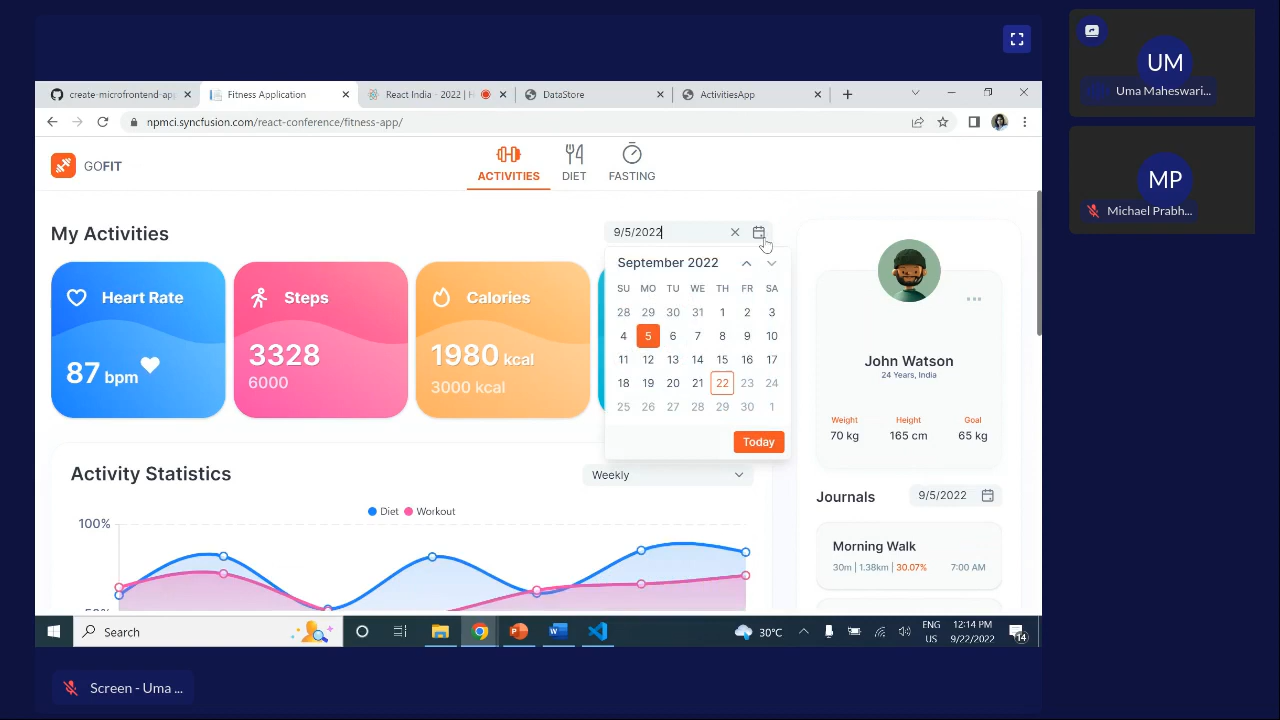 create-microfrontend-app
Fitness Application
React India - 2022 | H
DataStore
ActivitiesApp
npmci.syncfusion.com/react-conference/fitness-app/
GOFIT
ACTIVITIES
DIET
FASTING
My Activities
9/5/2022
Heart Rate
87 bpm
Steps
3328
6000
Calories
1980 kcal
3000 kcal
September 2022
SU MO TU WE TH FR SA
28 29 30 31 1 2 3
4 5 6 7 8 9 10
11 12 13 14 15 16 17
18 19 20 21 22 23 24
25 26 27 28 29 30 1
Today
John Watson
24 Years, India
Weight Height Goal
70 kg 165 cm 65 kg
Activity Statistics
Weekly
Diet Workout
100%
Journals
9/5/2022
Morning Walk
30m | 1.38km | 30.07% 7:00 AM
Search
30°C
ENG
US
12:14 PM
9/22/2022
14
Screen - Uma ...
UM
Uma Maheswari...
MP
Michael Prabh...